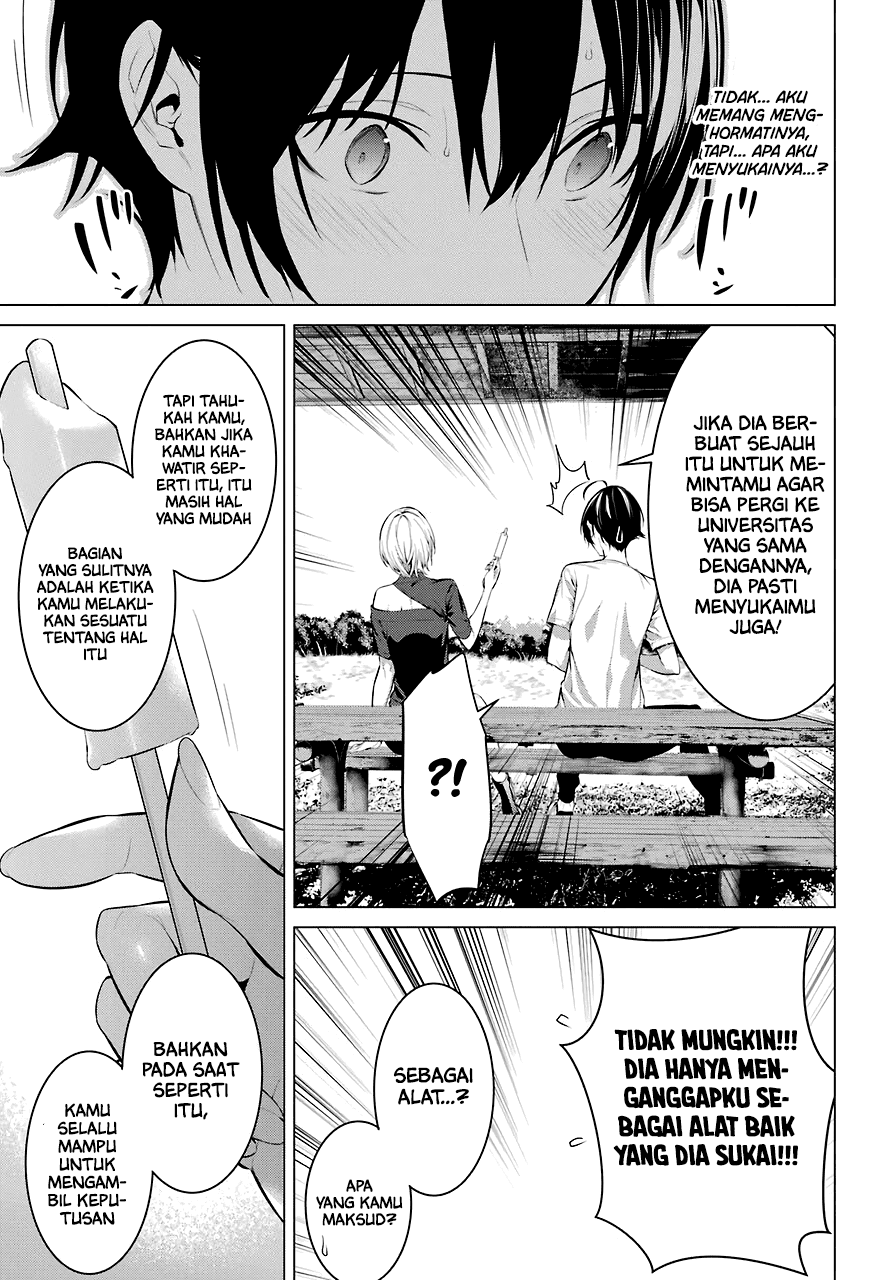 TIDAK... AKU
MEMANG MENG-
HORMATINYA,
TAPI... APA AKU
MENYUKAINYA...?
JIKA DIA BER-
BUAT SEJAUH
ITU UNTUK ME-
MINTAMU AGAR
BISA PERGI KE
UNIVERSITAS
YANG SAMA
DENGANNYA,
DIA PASTI
MENYUKAIMU
JUGA!
?!
TIDAK MUNGKIN!!!
DIA HANYA MEN-
GANGGAPKU SE-
BAGAI ALAT BAIK
YANG DIA SUKAI!!!
SEBAGAI
ALAT...?
APA
YANG KAMU
MAKSUD?
TAPI TAHU-
KAH KAMU,
BAHKAN JIKA
KAMU KHA-
WATIR SEP-
ERTI ITU, ITU
MASIH HAL
YANG MUDAH
BAGIAN
YANG SULITNYA
ADALAH KETIKA
KAMU MELAKU-
KAN SESUATU
TENTANG HAL
ITU
BAHKAN
PADA SAAT
SEPERTI
ITU,
KAMU
SELALU
MAMPU
UNTUK
MENGAM-
BIL KEPU-
TUSAN